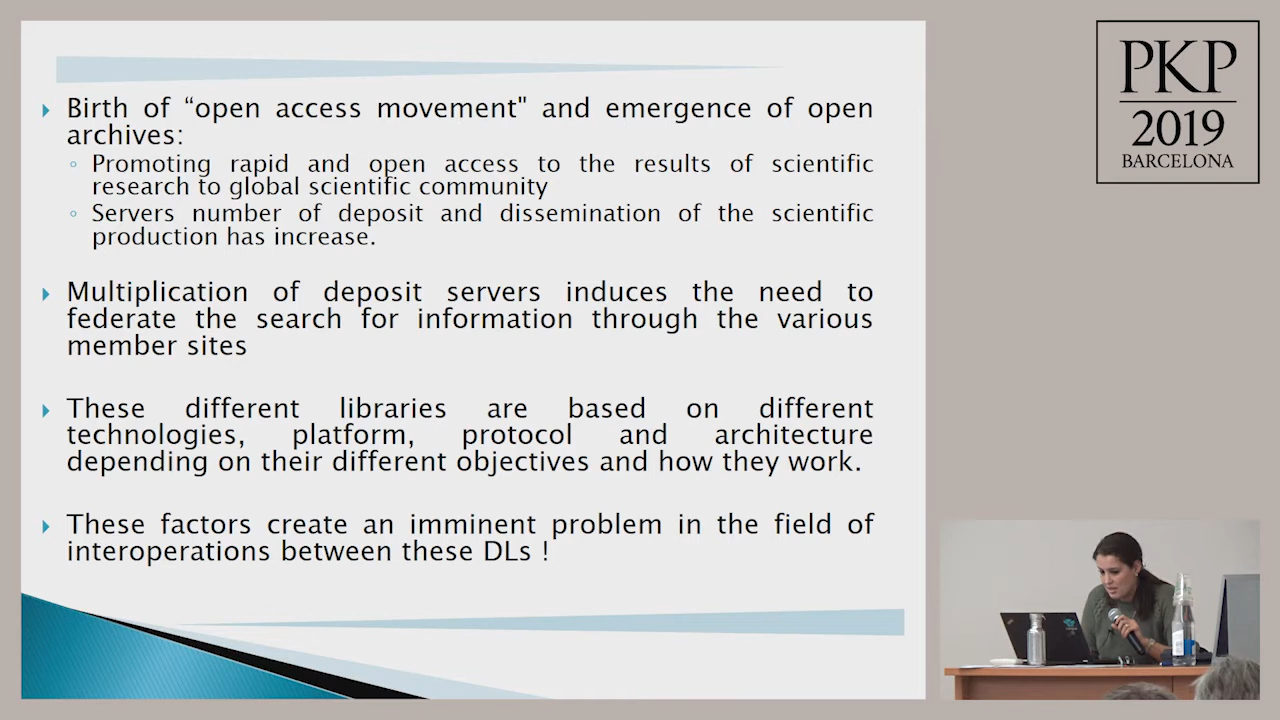 Birth of “open access movement" and emergence of open
archives:
Promoting rapid and open access to the results of scientific
research to global scientific community
Servers number of deposit and dissemination of the scientific
production has increase.
Multiplication of deposit servers induces the need to
federate the search for information through the various
member sites
These different libraries are based on different
technologies, platform, protocol and architecture
depending on their different objectives and how they work.
These factors create an imminent problem in the field of
interoperations between these DLs !
PKP
2019
BARCELONA